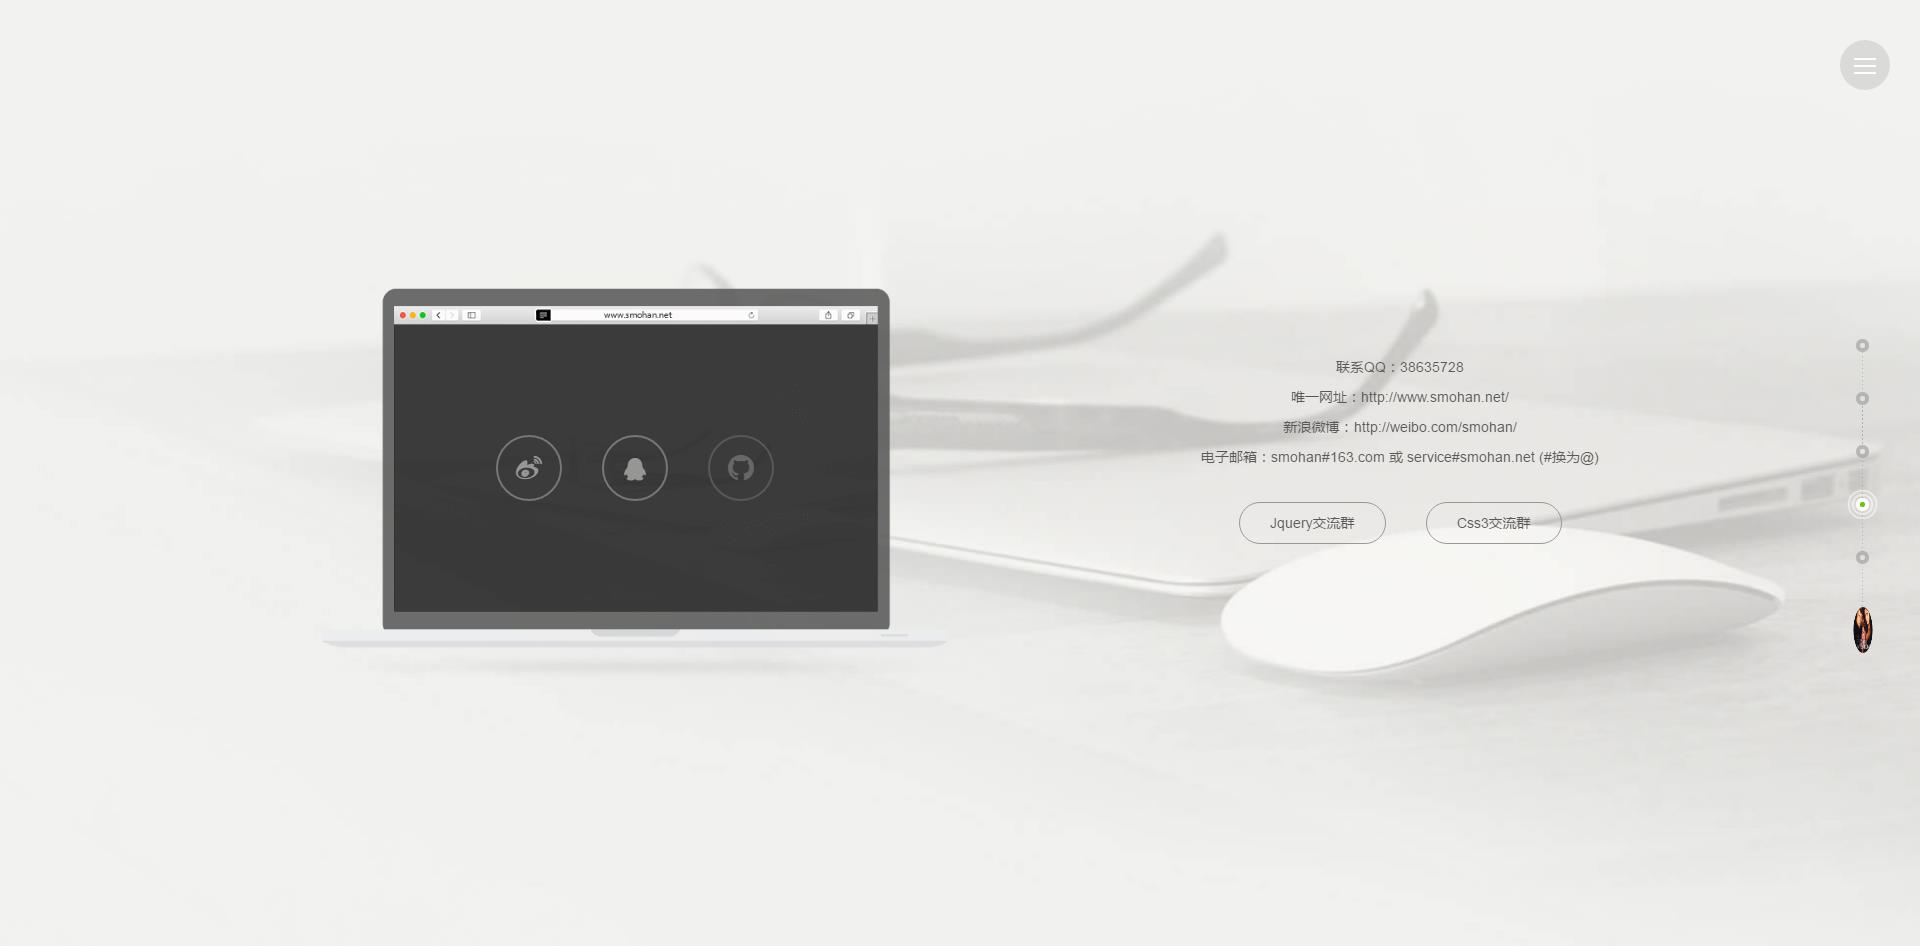 www.smohan.net
联系QQ：38635728
唯一网址：http://www.smohan.net/
新浪微博：http://weibo.com/smohan/
电子邮箱：smohan#163.com 或 service#smohan.net (#换为@)
Jquery交流群
Css3交流群